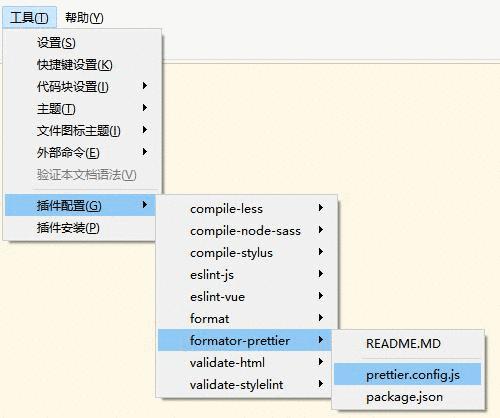 工具(T) 帮助(Y)
设置(S)
快捷键设置(K)
代码块设置(I)
主题(T)
文件图标主题(I)
外部命令(E)
验证本文档语法(V)
插件配置(G)
插件安装(P)
compile-less
compile-node-sass
compile-stylus
eslint-js
eslint-vue
format
formator-prettier
validate-html
validate-stylelint
README.MD
prettier.config.js
package.json